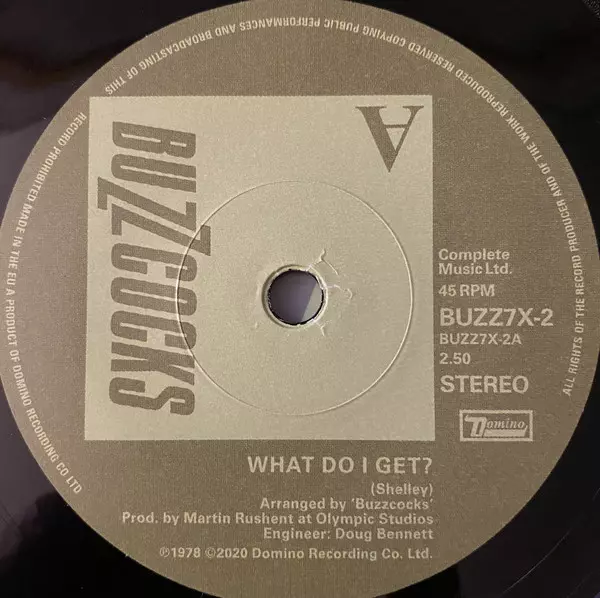 ALL RIGHTS OF THE RECORD PRODUCER AND OF THE WORK REPRODUCED RESERVED COPYING PUBLIC PERFORMANCES AND BROADCASTING OF THIS RECORD PROHIBITED MADE IN THE EU A PRODUCT OF DOMINO RECORDING CO LTD
BUZZCOCKS
A
Complete
Music Ltd.
45 RPM
BUZZ7X-2
BUZZ7X-2A
2.50
STEREO
Domino
WHAT DO I GET?
(Shelley)
Arranged by 'Buzzcocks'
Prod. by Martin Rushent at Olympic Studios
Engineer: Doug Bennett
℗1978 ©2020 Domino Recording Co. Ltd.